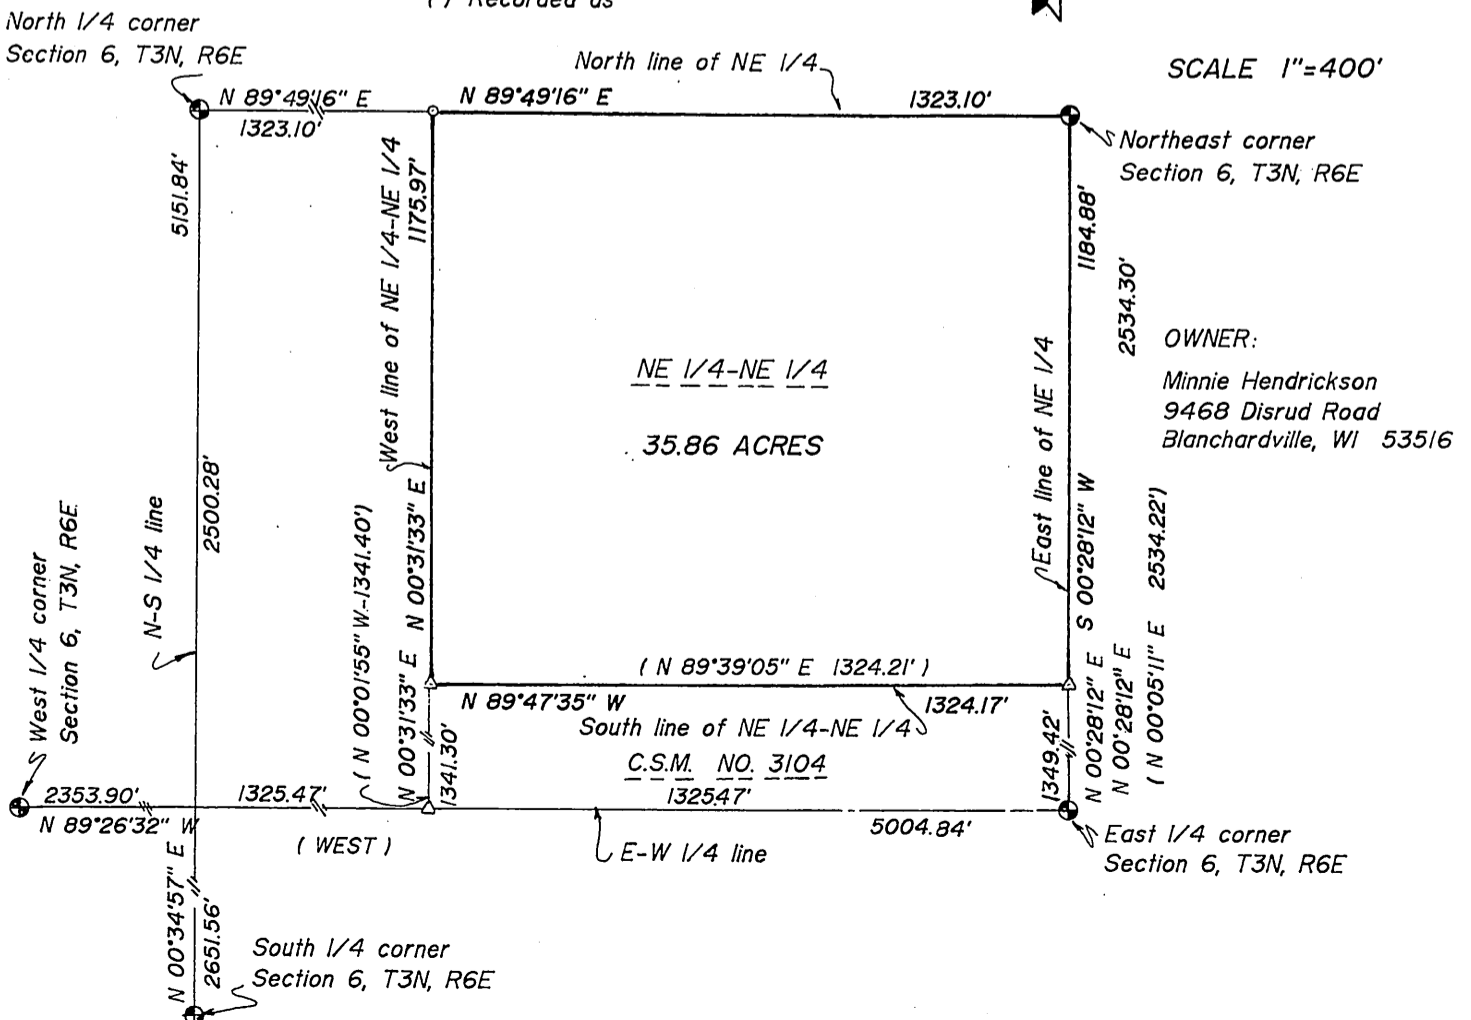 ( ) Recorded as
North 1/4 corner
Section 6, T3N, R6E
SCALE 1"=400'
North line of NE 1/4
N 89°49'16" E
1323.10'
N 89°49'16" E
1323.10'
Northeast corner
Section 6, T3N, R6E
5151.84'
West line of NE 1/4-NE 1/4
1175.97'
1184.88'
2534.30'
OWNER:
Minnie Hendrickson
9468 Disrud Road
Blanchardville, WI 53516
NE 1/4-NE 1/4
35.86 ACRES
East line of NE 1/4
2500.28'
N-S 1/4 line
West 1/4 corner
Section 6, T3N, R6E
( N 00°01'55" W-1341.40')
N 00°31'33" E
N 00°31'33" E
S 00°28'12" W
N 00°28'12" E
N 00°28'12" E
( N 00°05'11" E 2534.22')
( N 89°39'05" E 1324.21' )
N 89°47'35" W
1324.17'
South line of NE 1/4-NE 1/4
C.S.M. NO. 3104
1341.30'
1349.42'
2353.90'
1325.47'
1325.47'
N 89°26'32" W
( WEST )
5004.84'
E-W 1/4 line
East 1/4 corner
Section 6, T3N, R6E
N 00°34'57" E
2651.56'
South 1/4 corner
Section 6, T3N, R6E